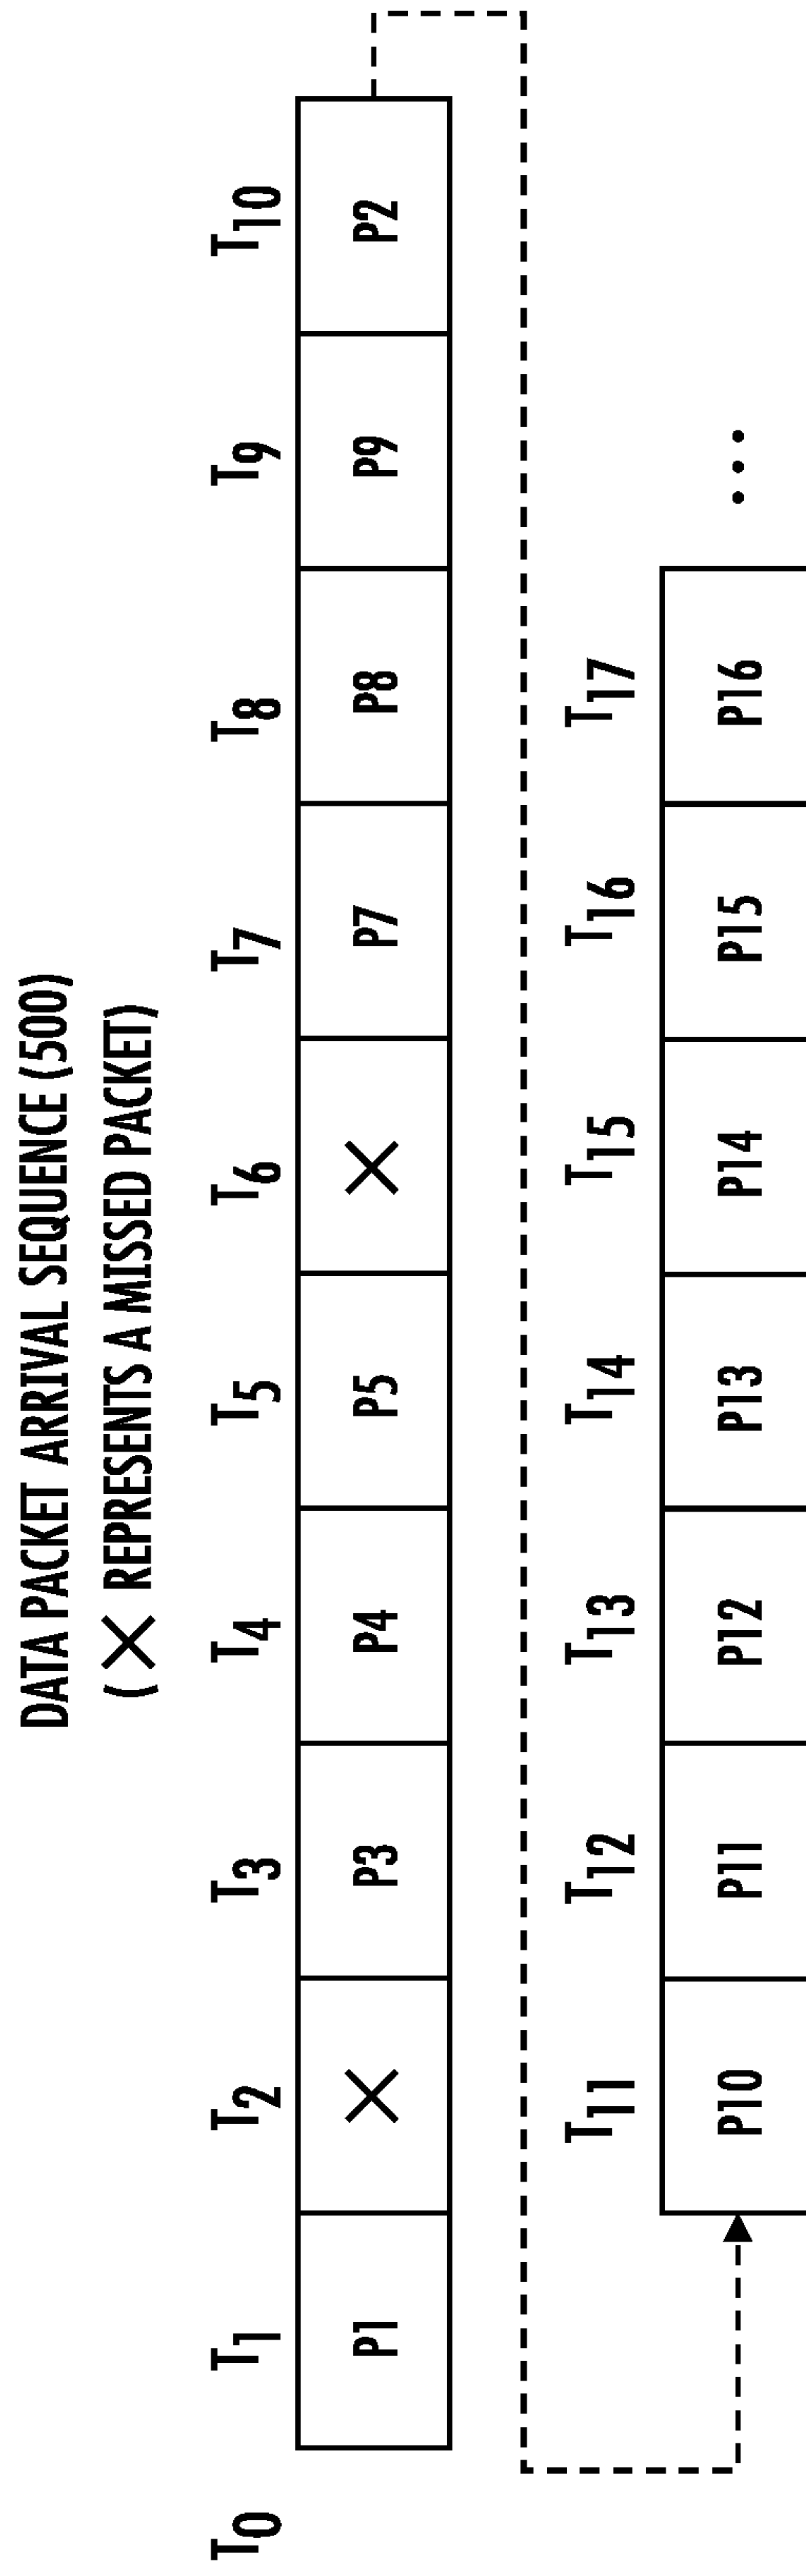 DATA PACKET ARRIVAL SEQUENCE (500)
(× REPRESENTS A MISSED PACKET)
T0 T1 T2 T3 T4 T5 T6 T7 T8 T9 T10
P1 × P3 P4 P5 × P7 P8 P9 P2
T11 T12 T13 T14 T15 T16 T17
P10 P11 P12 P13 P14 P15 P16 ...